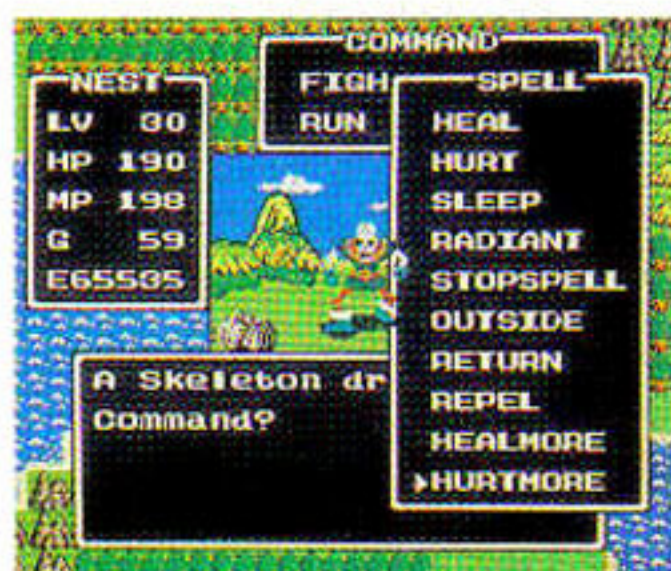 COMMAND
FIGH
RUN
NEST
LV 30
HP 190
MP 198
G 59
E65535
SPELL
HEAL
HURT
SLEEP
RADIANT
STOPSPELL
OUTSIDE
RETURN
REPEL
HEALMORE
HURTMORE
A Skeleton dr
Command?